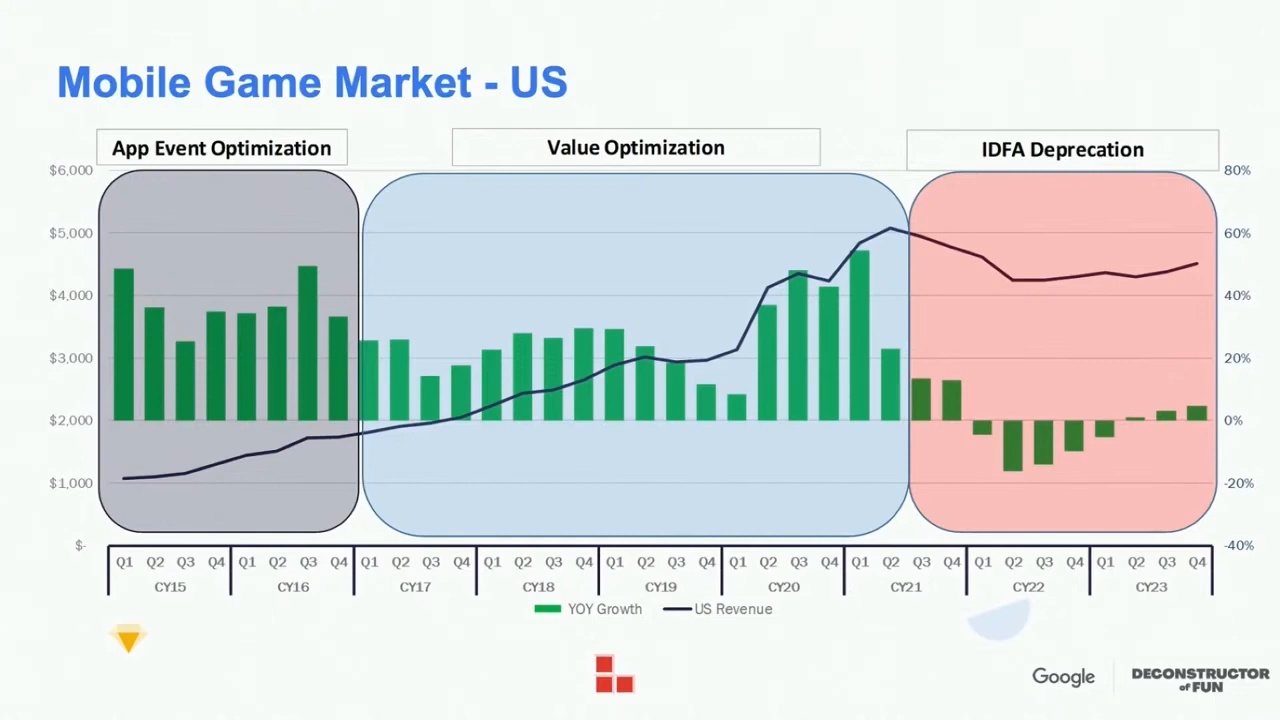 Mobile Game Market - US
App Event Optimization
Value Optimization
IDFA Deprecation
$6,000
$5,000
$4,000
$3,000
$2,000
$1,000
$-
80%
60%
40%
20%
0%
-20%
-40%
Q1 Q2 Q3 Q4 Q1 Q2 Q3 Q4 Q1 Q2 Q3 Q4 Q1 Q2 Q3 Q4 Q1 Q2 Q3 Q4 Q1 Q2 Q3 Q4 Q1 Q2 Q3 Q4 Q1 Q2 Q3 Q4 Q1 Q2 Q3 Q4
CY15 CY16 CY17 CY18 CY19 CY20 CY21 CY22 CY23
YOY Growth US Revenue
Google
DECONSTRUCTOR
of FUN